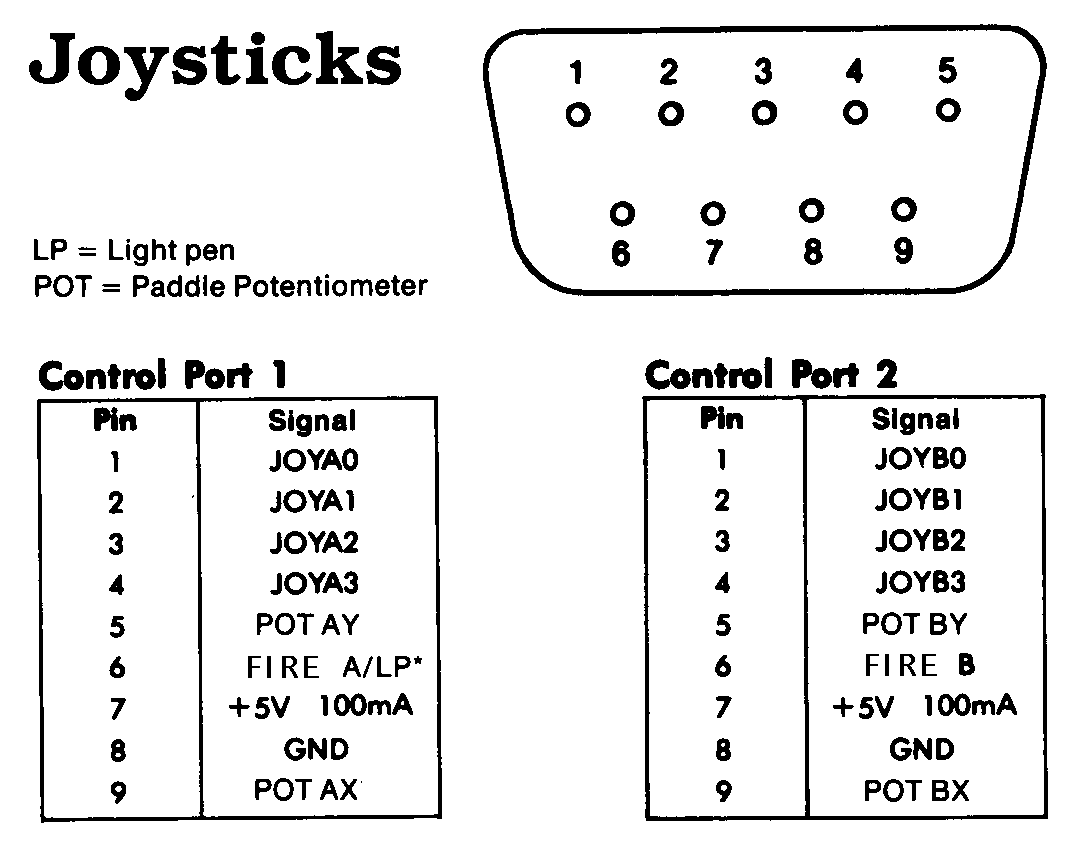 Joysticks
1 2 3 4 5
6 7 8 9
LP = Light pen
POT = Paddle Potentiometer
Control Port 1
Pin Signal
1 JOYA0
2 JOYA1
3 JOYA2
4 JOYA3
5 POT AY
6 FIRE A/LP*
7 +5V 100mA
8 GND
9 POT AX
Control Port 2
Pin Signal
1 JOYB0
2 JOYB1
3 JOYB2
4 JOYB3
5 POT BY
6 FIRE B
7 +5V 100mA
8 GND
9 POT BX